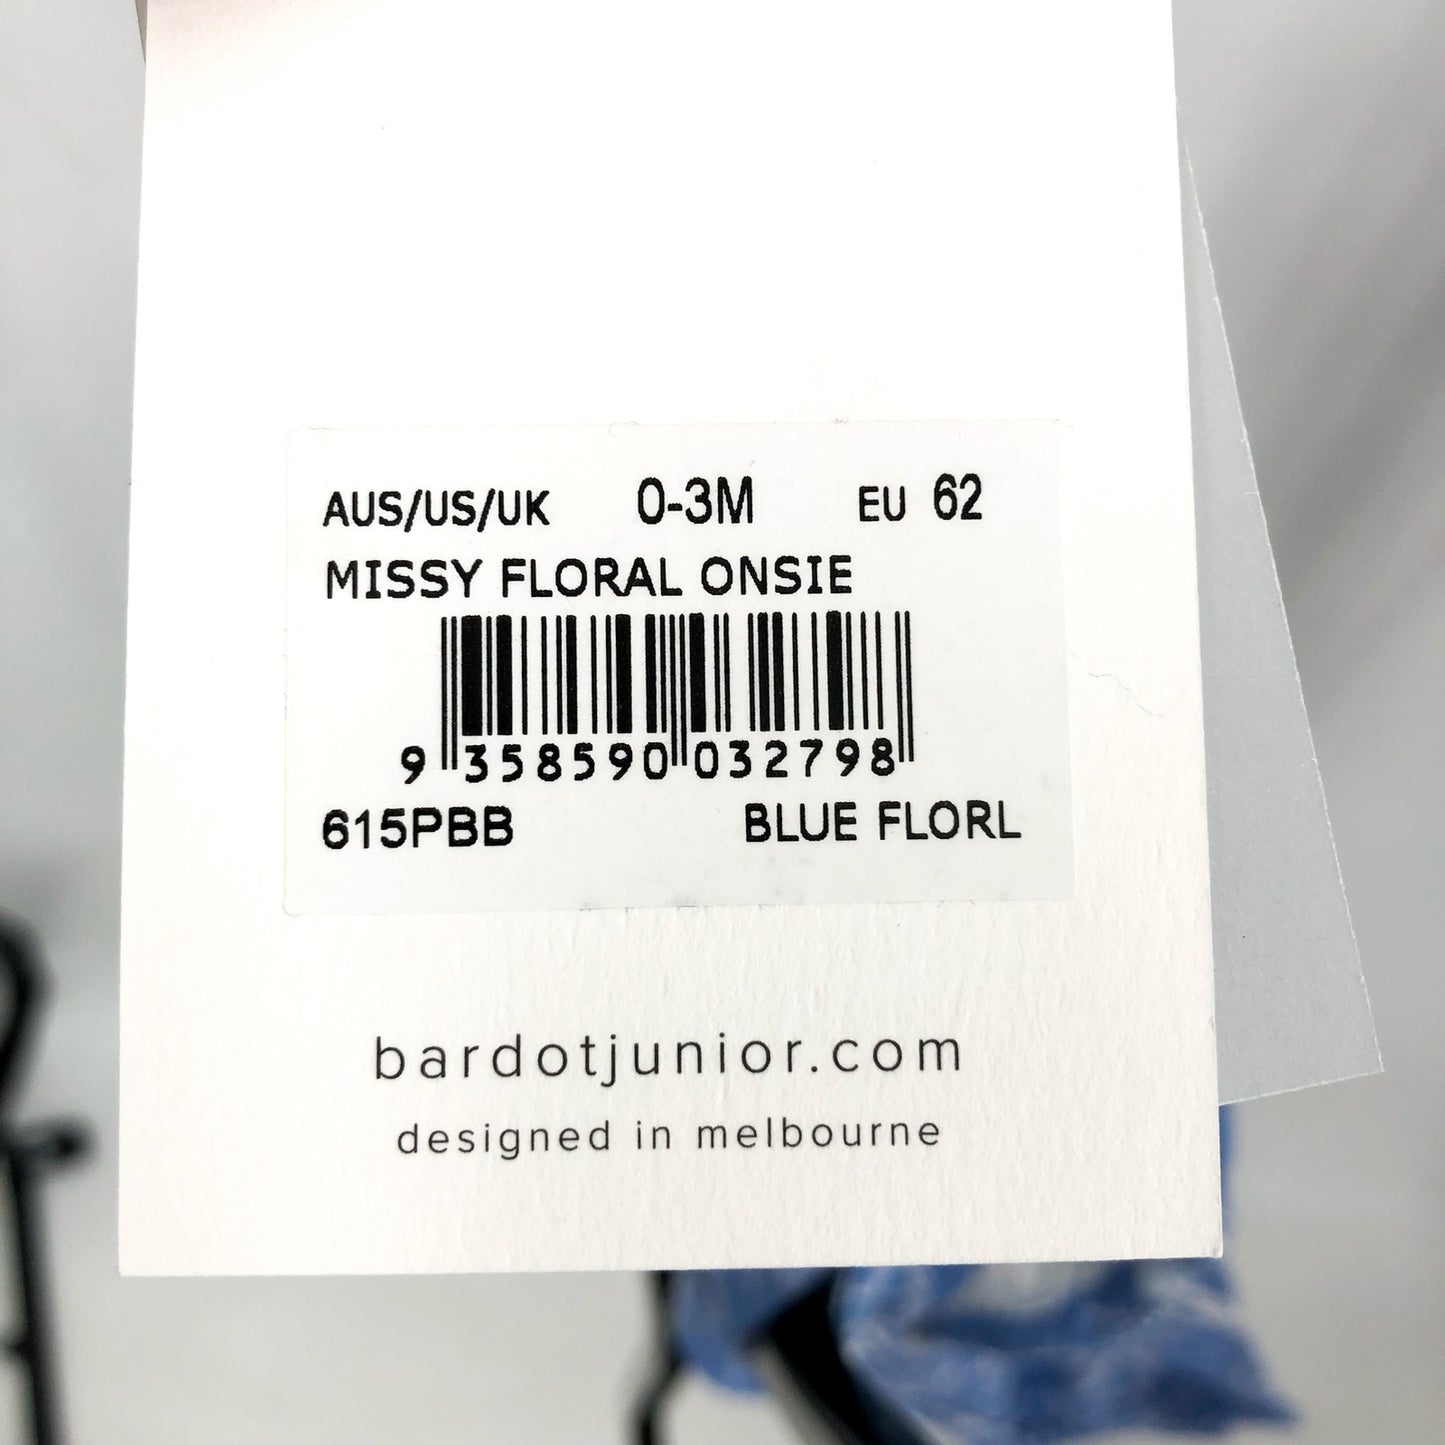 AUS/US/UK 0-3M EU 62
MISSY FLORAL ONSIE
9 358590 032798
615PBB BLUE FLORL
bardotjunior.com
designed in melbourne